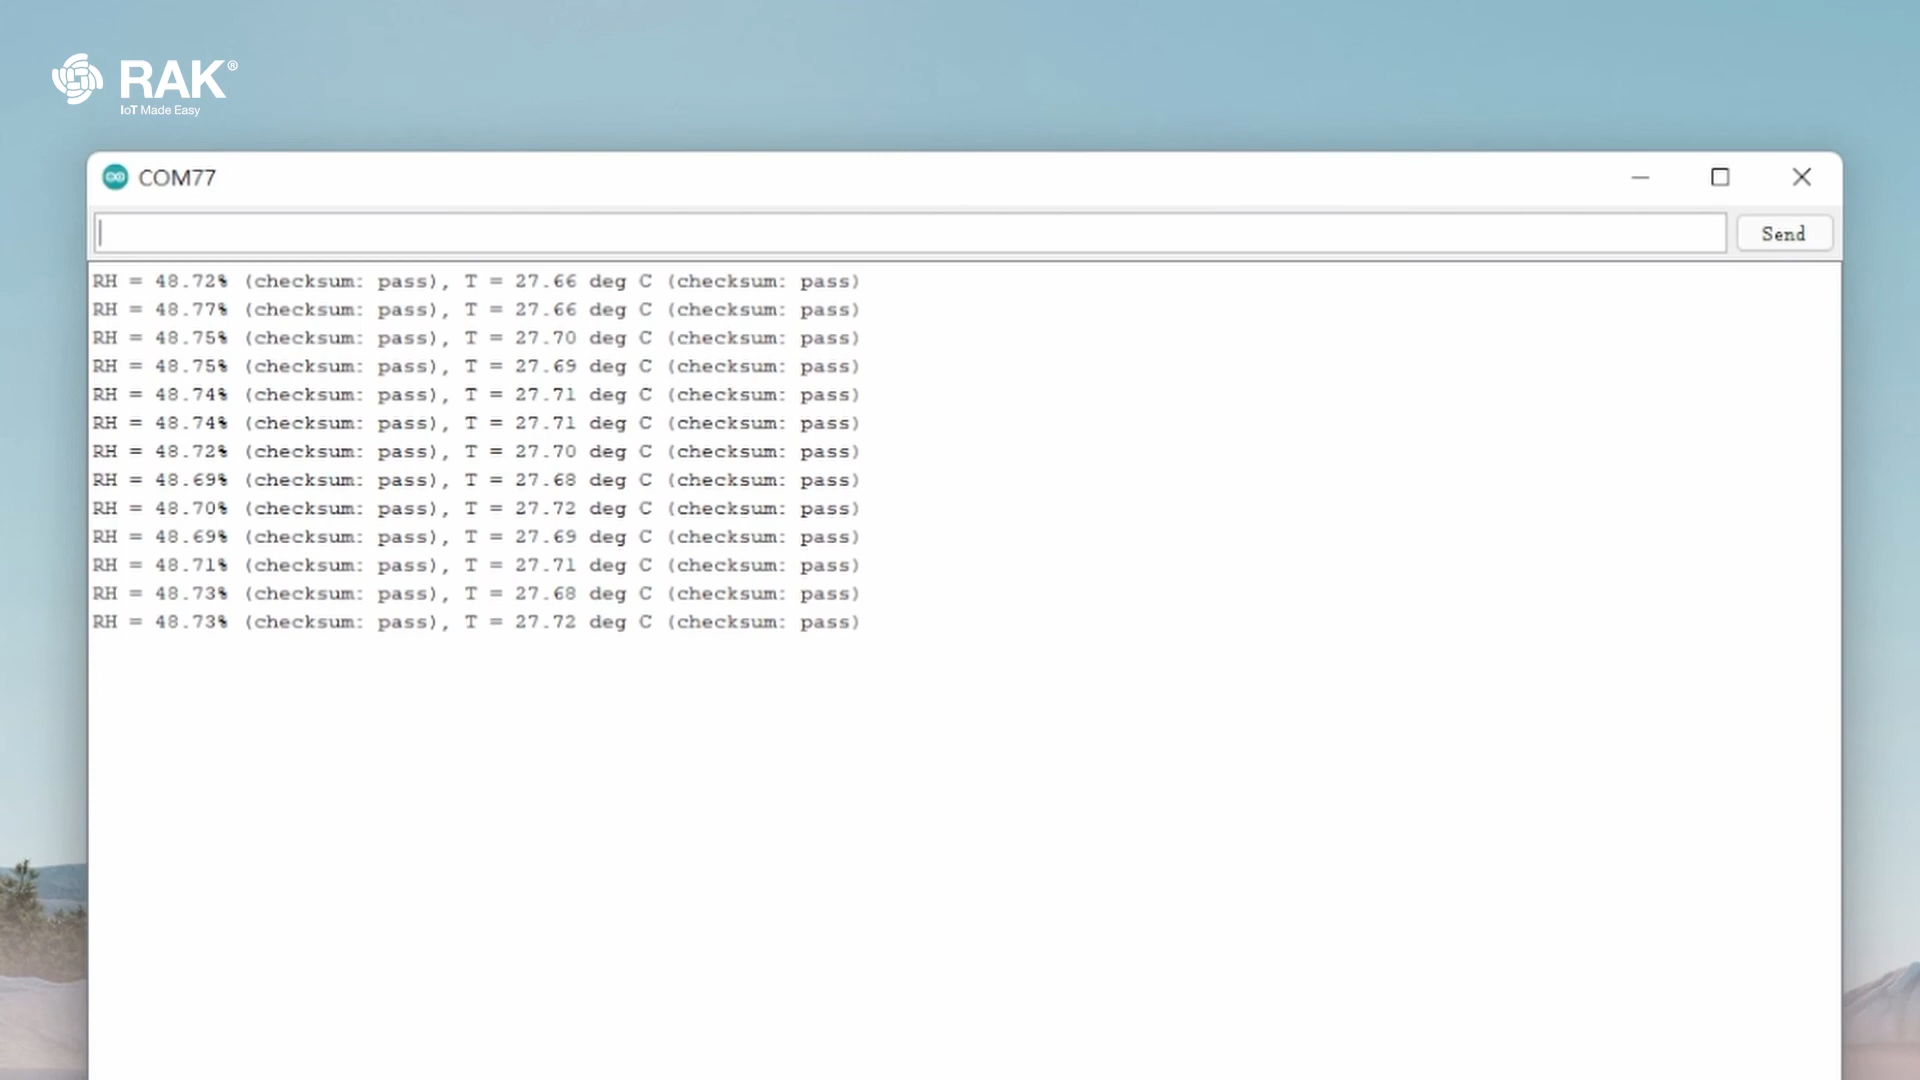 RAK®
IoT Made Easy
COM77
Send
RH = 48.72% (checksum: pass), T = 27.66 deg C (checksum: pass)
RH = 48.77% (checksum: pass), T = 27.66 deg C (checksum: pass)
RH = 48.75% (checksum: pass), T = 27.70 deg C (checksum: pass)
RH = 48.75% (checksum: pass), T = 27.69 deg C (checksum: pass)
RH = 48.74% (checksum: pass), T = 27.71 deg C (checksum: pass)
RH = 48.74% (checksum: pass), T = 27.71 deg C (checksum: pass)
RH = 48.72% (checksum: pass), T = 27.70 deg C (checksum: pass)
RH = 48.69% (checksum: pass), T = 27.68 deg C (checksum: pass)
RH = 48.70% (checksum: pass), T = 27.72 deg C (checksum: pass)
RH = 48.69% (checksum: pass), T = 27.69 deg C (checksum: pass)
RH = 48.71% (checksum: pass), T = 27.71 deg C (checksum: pass)
RH = 48.73% (checksum: pass), T = 27.68 deg C (checksum: pass)
RH = 48.73% (checksum: pass), T = 27.72 deg C (checksum: pass)